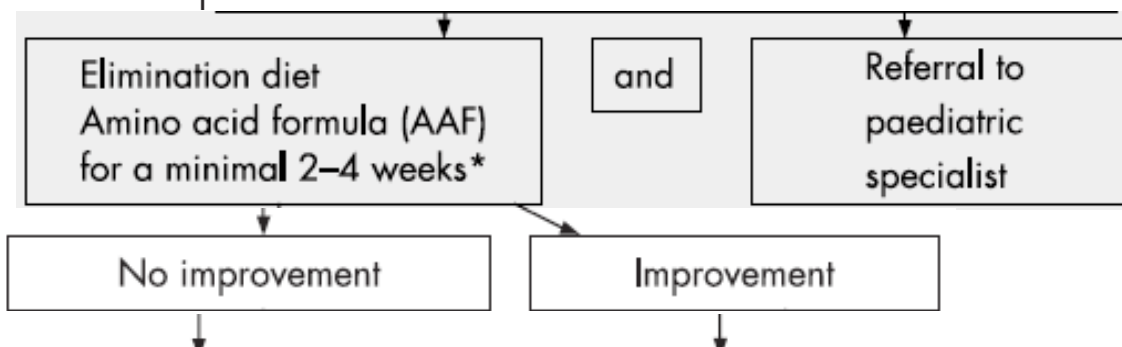 Elimination diet
Amino acid formula (AAF)
for a minimal 2–4 weeks*
and
Referral to
paediatric
specialist
No improvement
Improvement